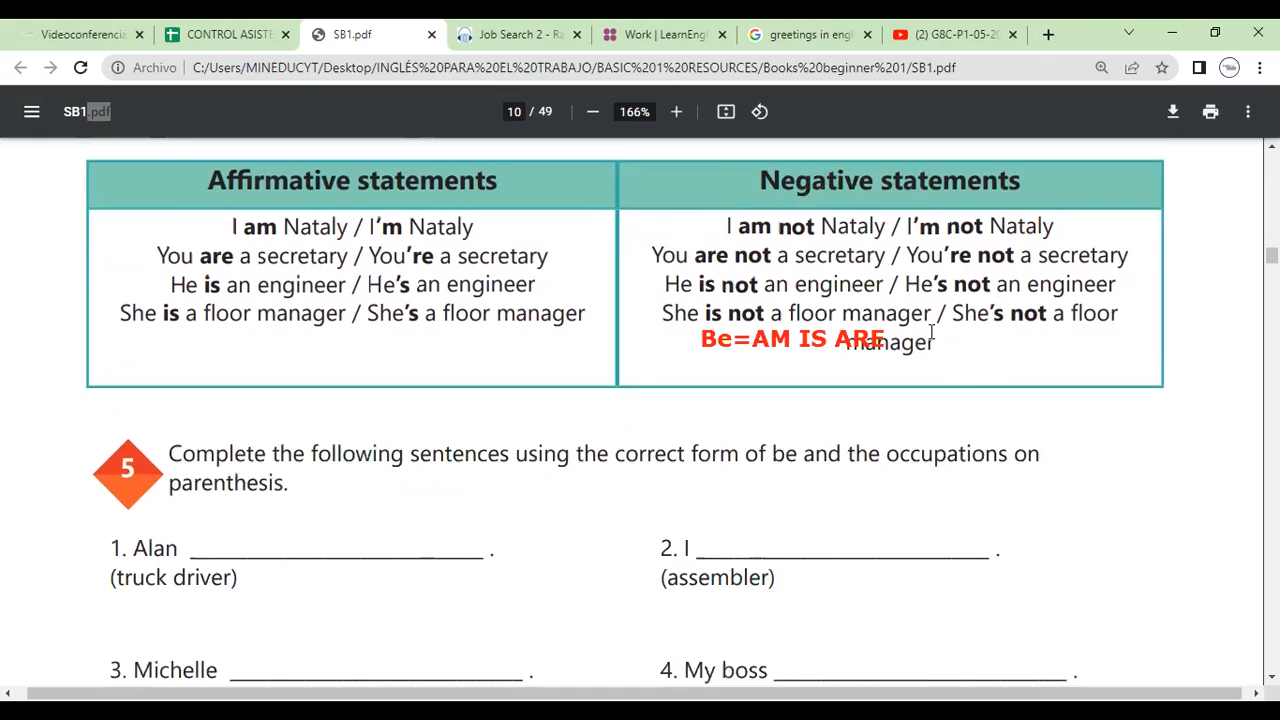 Videoconferencia
CONTROL ASISTE
SB1.pdf
Job Search 2 - Ra
Work | LearnEngl
greetings in engl
(2) G8C-P1-05-20
Archivo
C:/Users/MINEDUCYT/Desktop/INGLÉS%20PARA%20EL%20TRABAJO/BASIC%201%20RESOURCES/Books%20beginner%201/SB1.pdf
SB1.pdf
10 / 49
166%
Affirmative statements
I am Nataly / I'm Nataly
You are a secretary / You're a secretary
He is an engineer / He's an engineer
She is a floor manager / She's a floor manager
Negative statements
I am not Nataly / I'm not Nataly
You are not a secretary / You're not a secretary
He is not an engineer / He's not an engineer
She is not a floor manager / She's not a floor
manager
Be=AM IS ARE
5
Complete the following sentences using the correct form of be and the occupations on
parenthesis.
1. Alan ______________________ .
(truck driver)
2. I ______________________ .
(assembler)
3. Michelle ______________________ .
4. My boss ______________________ .